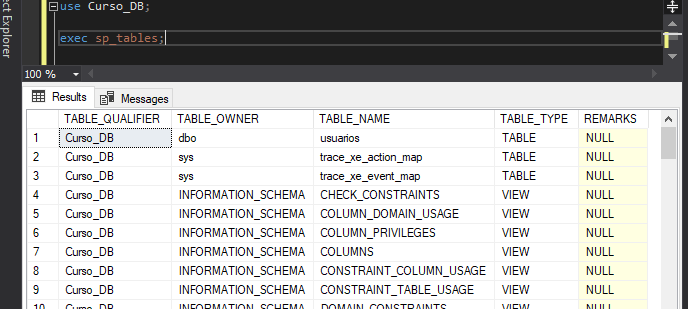 ect Explorer
use Curso_DB;
exec sp_tables;
100 %
Results Messages
TABLE_QUALIFIER TABLE_OWNER TABLE_NAME TABLE_TYPE REMARKS
1 Curso_DB dbo usuarios TABLE NULL
2 Curso_DB sys trace_xe_action_map TABLE NULL
3 Curso_DB sys trace_xe_event_map TABLE NULL
4 Curso_DB INFORMATION_SCHEMA CHECK_CONSTRAINTS VIEW NULL
5 Curso_DB INFORMATION_SCHEMA COLUMN_DOMAIN_USAGE VIEW NULL
6 Curso_DB INFORMATION_SCHEMA COLUMN_PRIVILEGES VIEW NULL
7 Curso_DB INFORMATION_SCHEMA COLUMNS VIEW NULL
8 Curso_DB INFORMATION_SCHEMA CONSTRAINT_COLUMN_USAGE VIEW NULL
9 Curso_DB INFORMATION_SCHEMA CONSTRAINT_TABLE_USAGE VIEW NULL
10 Curso_DB INFORMATION_SCHEMA DOMAIN_CONSTRAINTS VIEW NULL